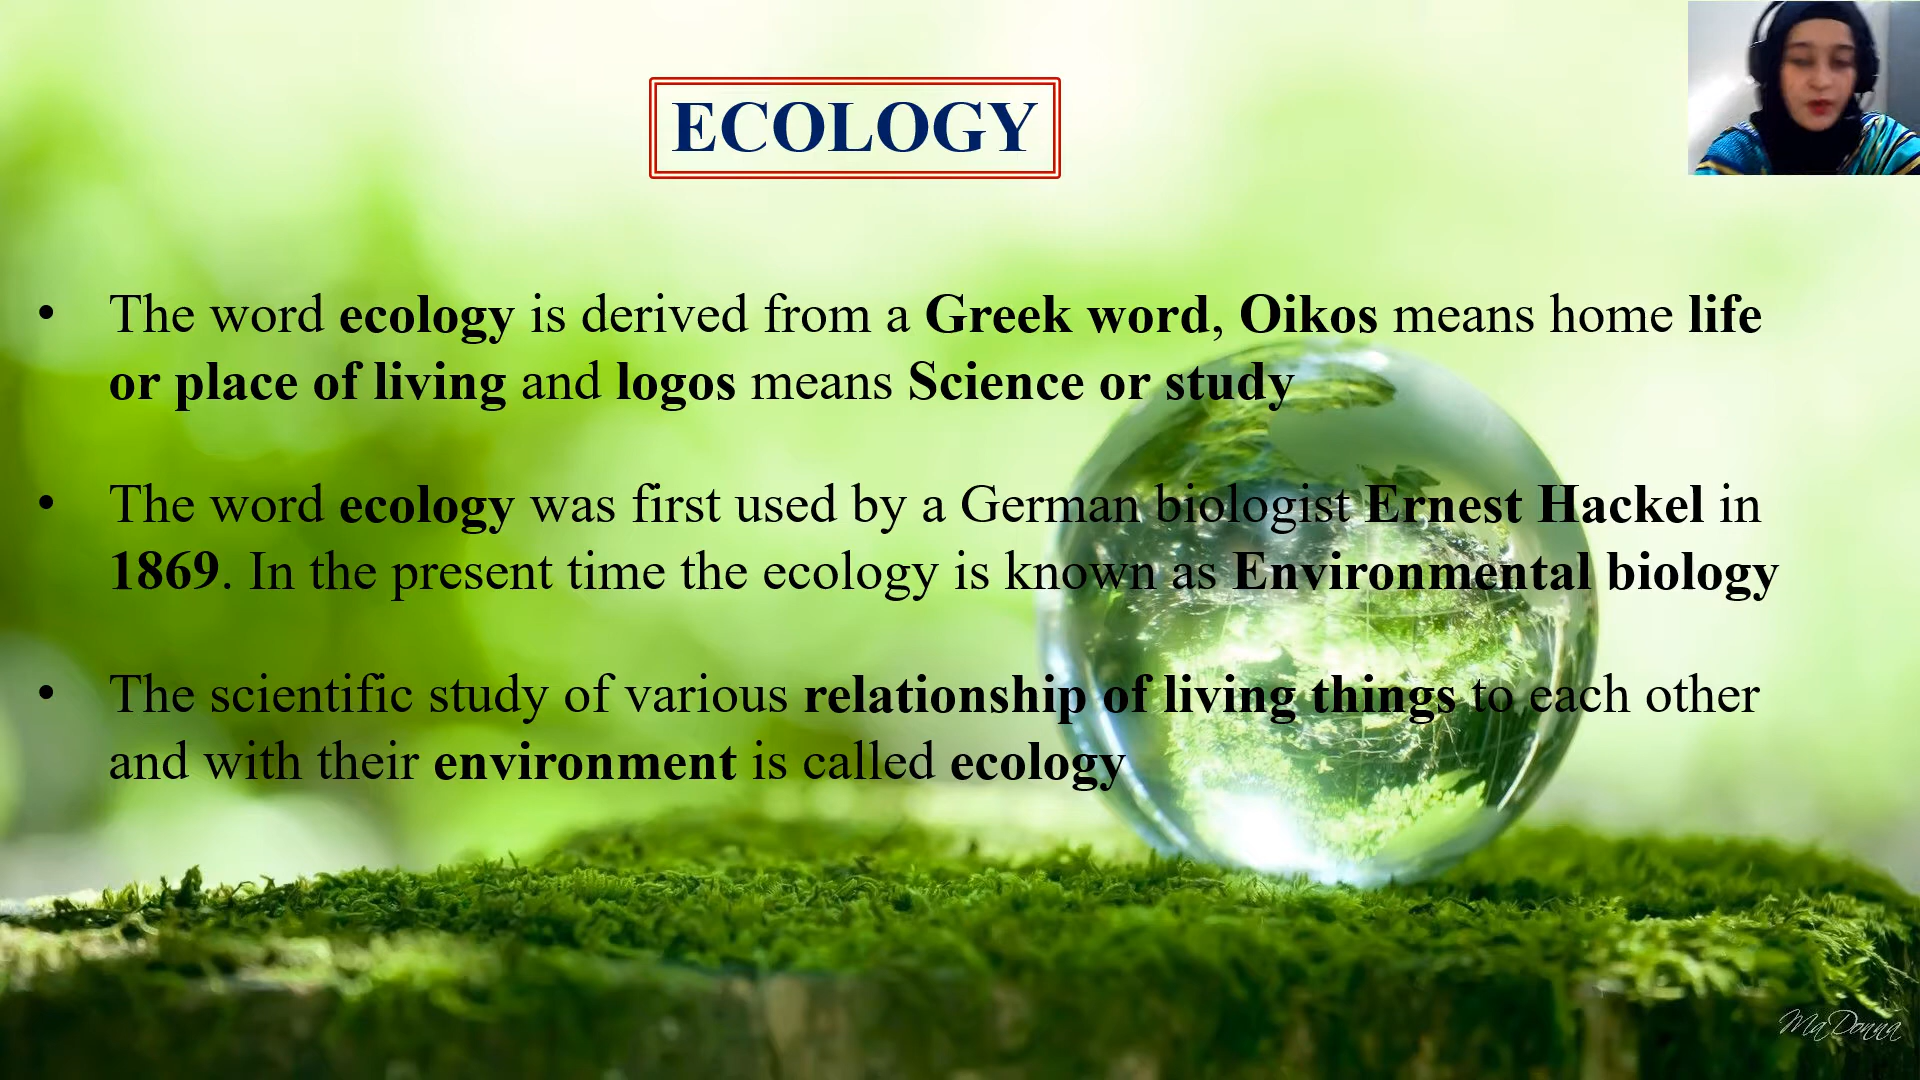 ECOLOGY
• The word ecology is derived from a Greek word, Oikos means home life
or place of living and logos means Science or study
• The word ecology was first used by a German biologist Ernest Hackel in
1869. In the present time the ecology is known as Environmental biology
• The scientific study of various relationship of living things to each other
and with their environment is called ecology
MaDonna